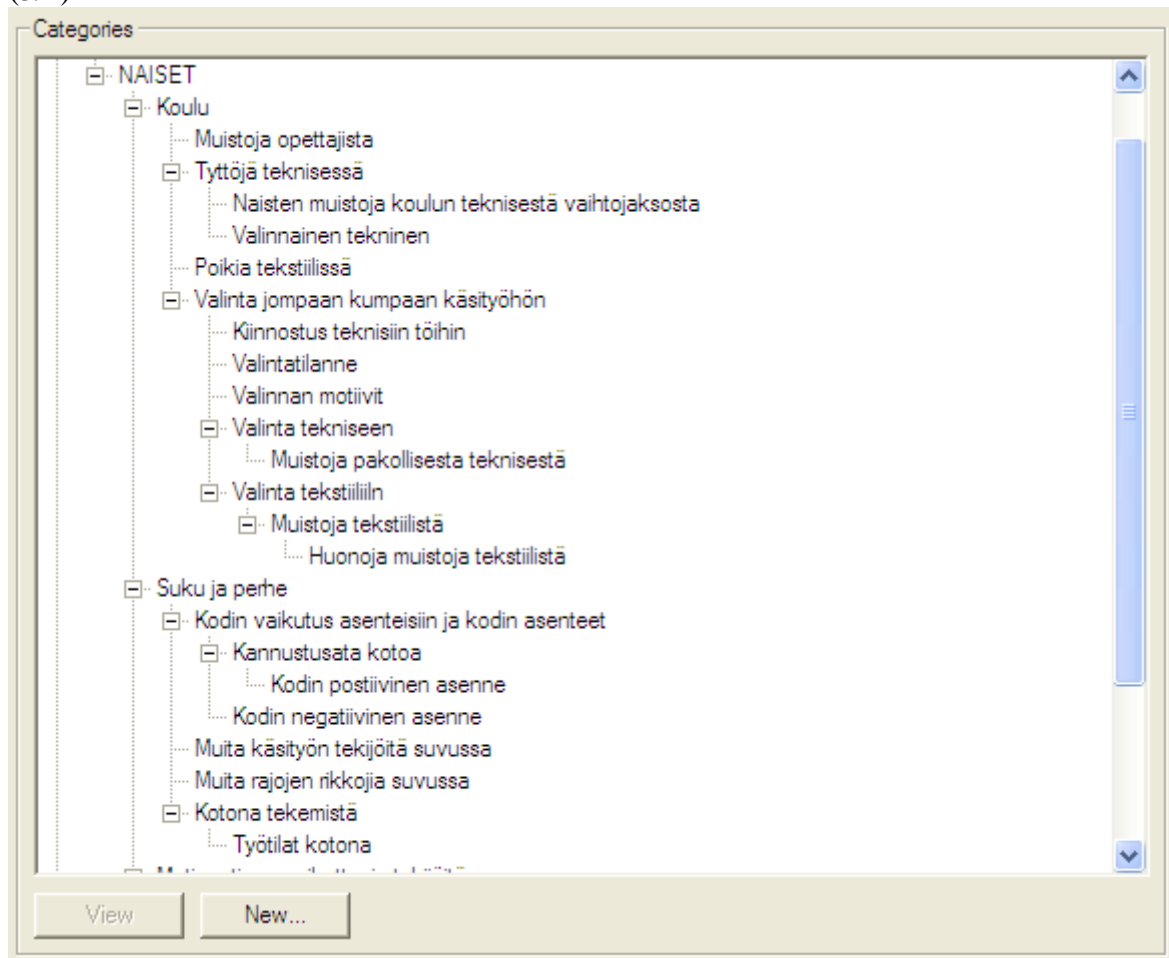 Categories
NAISET
Koulu
Muistoja opettajista
Tyttöjä teknisessä
Naisten muistoja koulun teknisestä vaihtojaksosta
Valinnainen tekninen
Poikia tekstiilissä
Valinta jompaan kumpaan käsityöhön
Kiinnostus teknisiin töihin
Valintatilanne
Valinnan motiivit
Valinta tekniseen
Muistoja pakollisesta teknisestä
Valinta tekstiiliiln
Muistoja tekstiilistä
Huonoja muistoja tekstiilistä
Suku ja perhe
Kodin vaikutus asenteisiin ja kodin asenteet
Kannustusata kotoa
Kodin postiivinen asenne
Kodin negatiivinen asenne
Muita käsityön tekijöitä suvussa
Muita rajojen rikkojia suvussa
Kotona tekemistä
Työtilat kotona
View New...